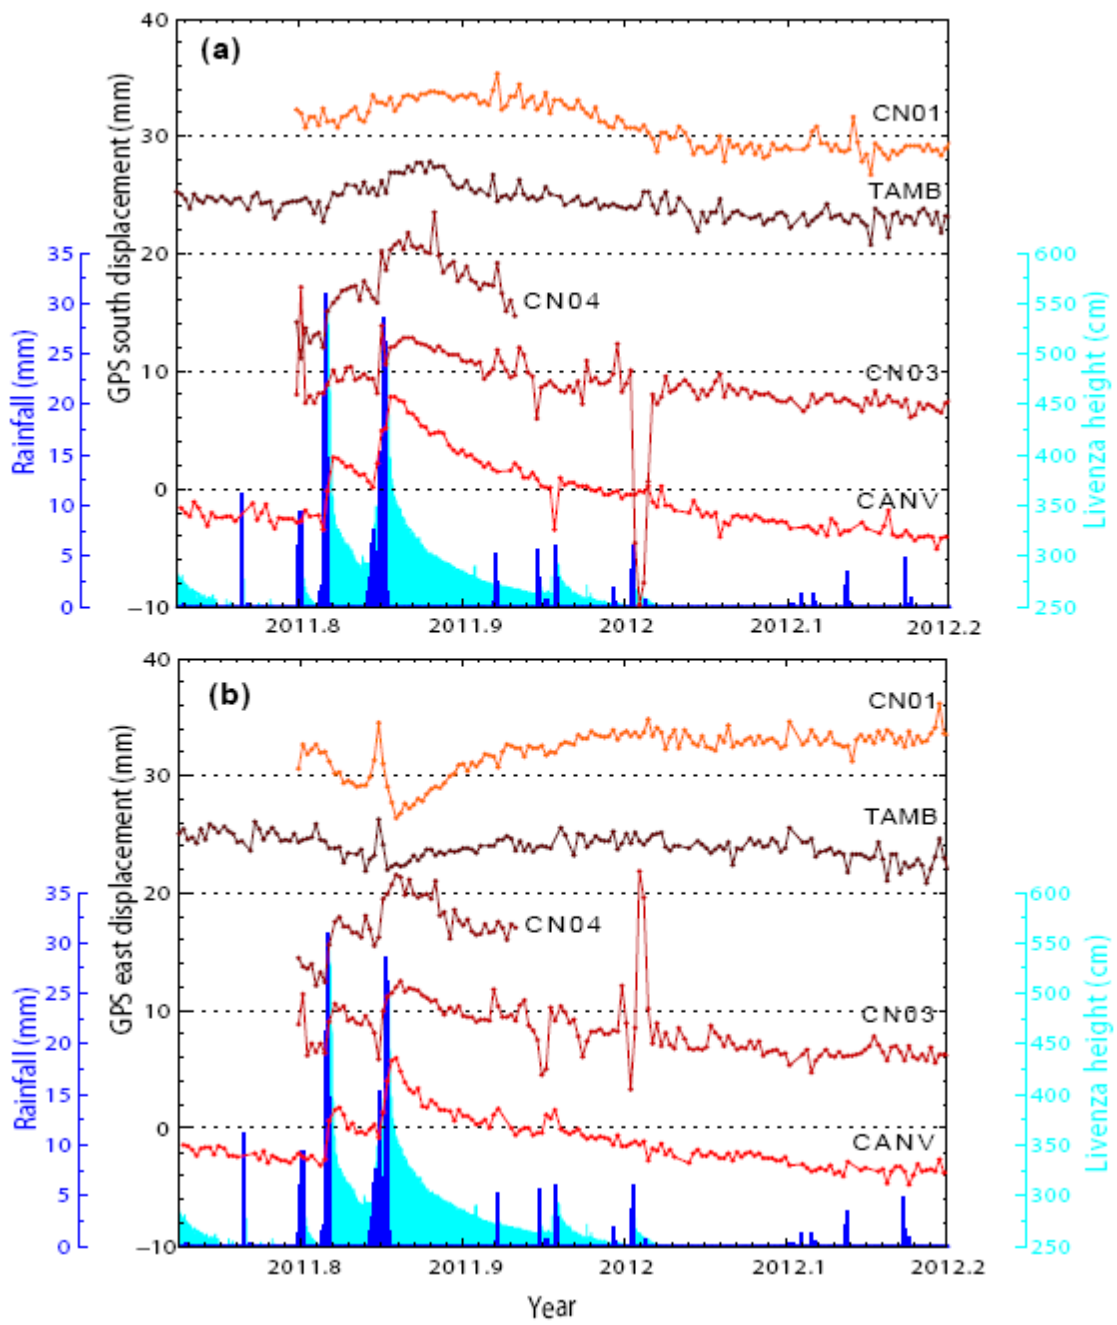 40
(a)
CN01
30
TAMB
35
20
600
30
CN04
550
25
10
CN03
500
20
450
15
400
0
CANV
10
350
5
300
0
−10
250
Rainfall (mm)
GPS south displacement (mm)
Livenza height (cm)
2011.8
2011.9
2012
2012.1
2012.2
40
(b)
CN01
30
TAMB
35
20
600
30
CN04
550
25
10
CN03
500
20
450
15
400
0
CANV
10
350
5
300
0
−10
250
Rainfall (mm)
GPS east displacement (mm)
Livenza height (cm)
2011.8
2011.9
2012
2012.1
2012.2
Year